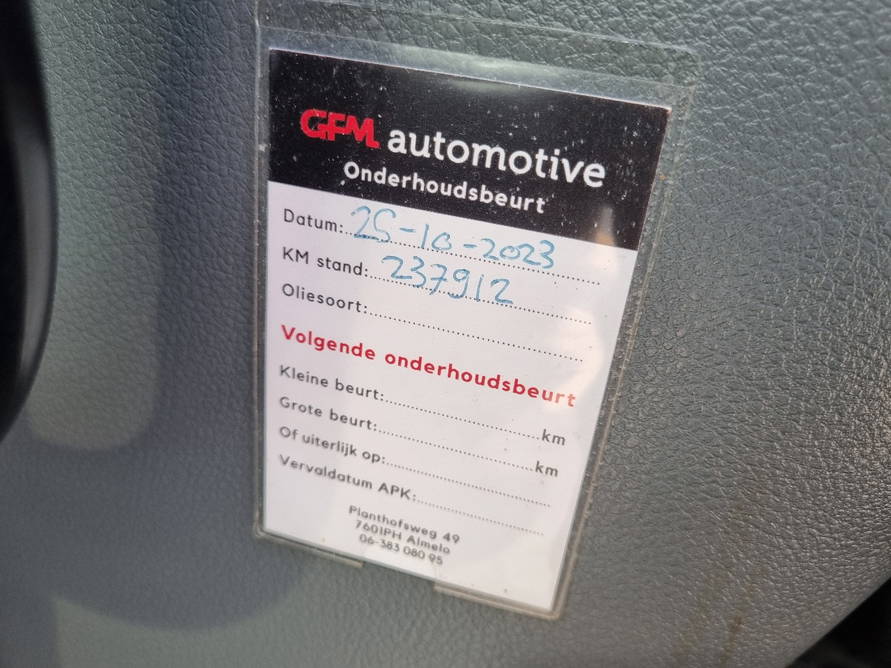 GFM automotive
Onderhoudsbeurt
Datum: 25-10-2023
KM stand: 237912
Oliesoort:
Volgende onderhoudsbeurt
Kleine beurt: km
Grote beurt: km
Of uiterlijk op:
Vervaldatum APK:
Planthofsweg 49
7601PH Almelo
06-383 080 95